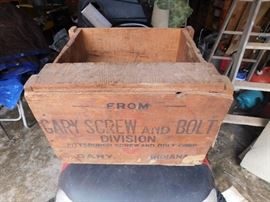 FROM
GARY SCREW AND BOLT
DIVISION
PITTSBURGH SCREW AND BOLT CORP.
GARY, INDIANA